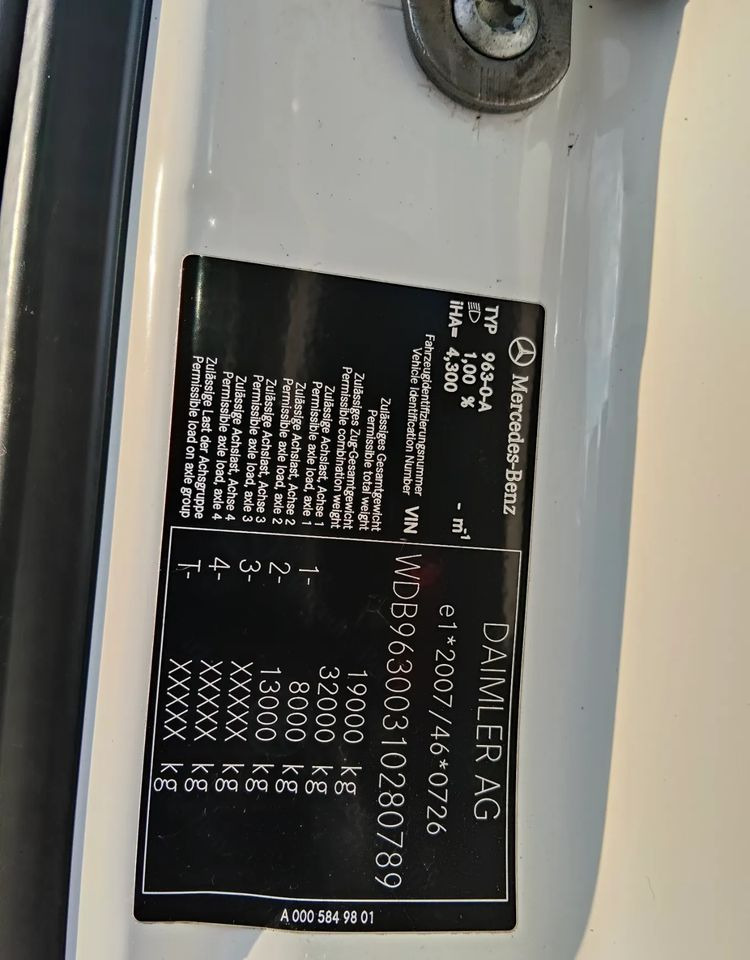 Mercedes-Benz
TYP 963-0-A
1,00 %
iHA= 4,300
- m⁻¹
DAIMLER AG
e1*2007/46*0726
Fahrzeugidentifizierungsnummer
Vehicle Identification Number VIN WDB96300310280789
Zulässiges Gesamtgewicht
Permissible total weight 19000 kg
Zulässiges Zug-Gesamtgewicht
Permissible combination weight 32000 kg
Zulässige Achslast, Achse 1
Permissible axle load, axle 1 1- 8000 kg
Zulässige Achslast, Achse 2
Permissible axle load, axle 2 2- 13000 kg
Zulässige Achslast, Achse 3
Permissible axle load, axle 3 3- XXXXX kg
Zulässige Achslast, Achse 4
Permissible axle load, axle 4 4- XXXXX kg
Zulässige Last der Achsgruppe
Permissible load on axle group T- XXXXX kg
A 000 584 98 01